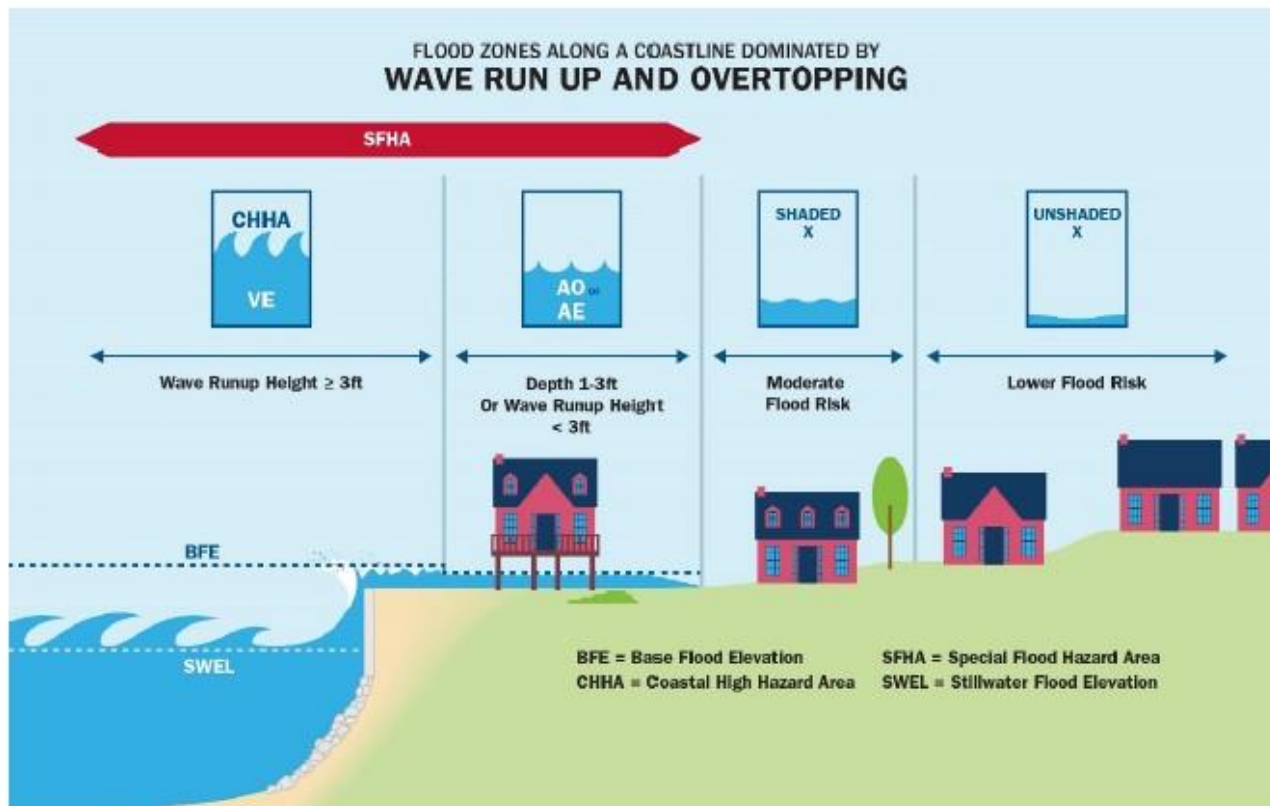 FLOOD ZONES ALONG A COASTLINE DOMINATED BY
WAVE RUN UP AND OVERTOPPING
SFHA
CHHA
VE
AO or
AE
SHADED
X
UNSHADED
X
Wave Runup Height ≥ 3ft
Depth 1-3ft
Or Wave Runup Height
< 3ft
Moderate
Flood Risk
Lower Flood Risk
BFE
SWEL
BFE = Base Flood Elevation
CHHA = Coastal High Hazard Area
SFHA = Special Flood Hazard Area
SWEL = Stillwater Flood Elevation